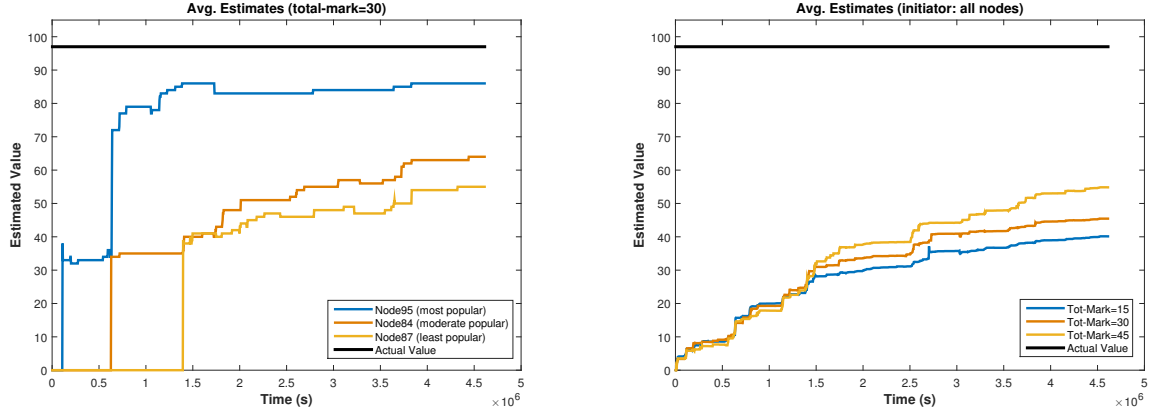 Avg. Estimates (total-mark=30)
Estimated Value
100
90
80
70
60
50
40
30
20
10
0
0 0.5 1 1.5 2 2.5 3 3.5 4 4.5 5
Time (s)
×10^6
Node95 (most popular)
Node84 (moderate popular)
Node87 (least popular)
Actual Value
Avg. Estimates (initiator: all nodes)
Estimated Value
100
90
80
70
60
50
40
30
20
10
0
0 0.5 1 1.5 2 2.5 3 3.5 4 4.5 5
Time (s)
×10^6
Tot-Mark=15
Tot-Mark=30
Tot-Mark=45
Actual Value